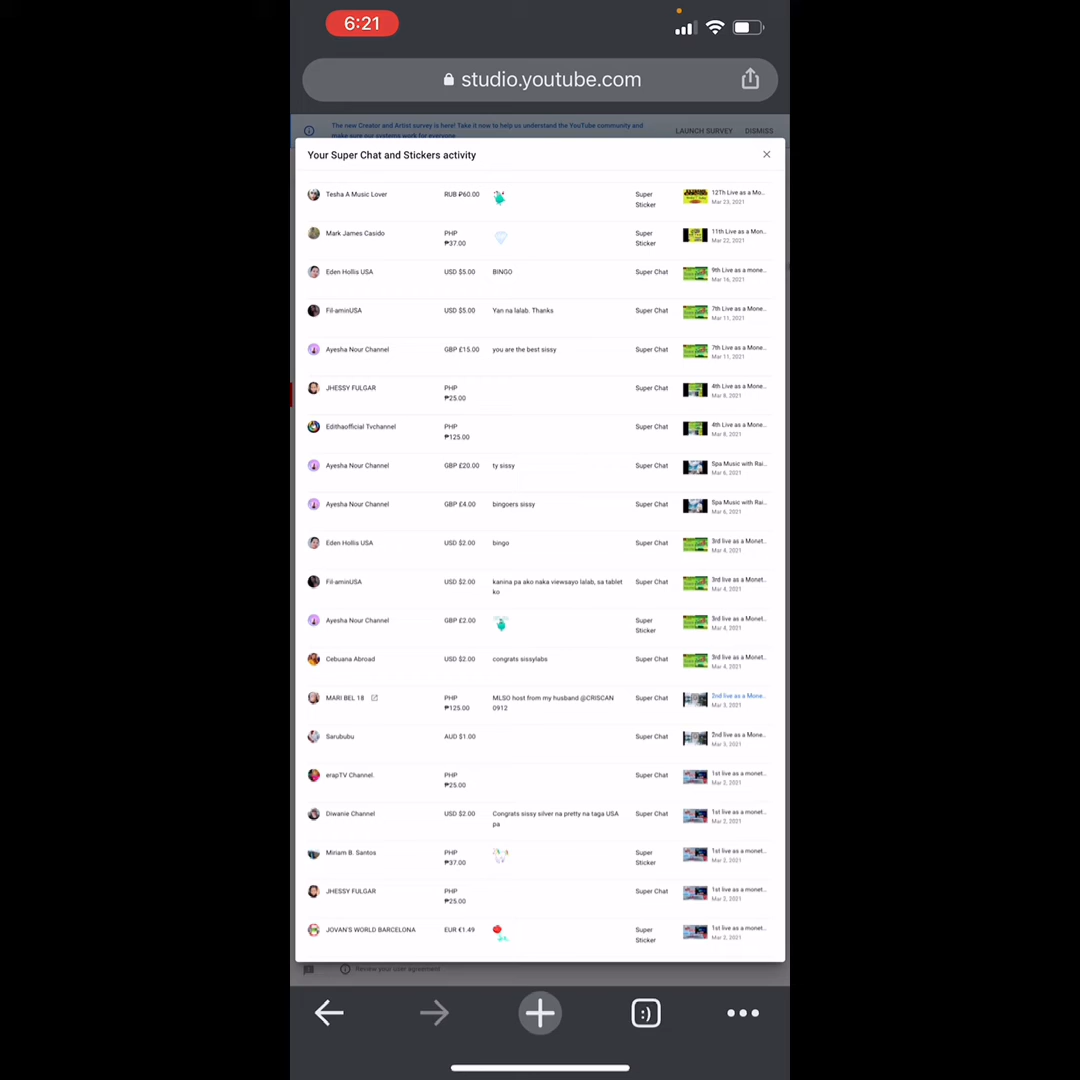 6:21
studio.youtube.com
The new Creator and Artist survey is here! Take it now to help us understand the YouTube community and
make sure our systems work for everyone.
LAUNCH SURVEY DISMISS
Your Super Chat and Stickers activity
Tesha A Music Lover RUB ₽60.00 Super Sticker 12Th Live as a Mo...
Mar 23, 2021
Mark James Casido PHP ₱37.00 Super Sticker 11th Live as a Mon...
Mar 22, 2021
Eden Hollis USA USD $5.00 BINGO Super Chat 9th Live as a mone...
Mar 16, 2021
Fil-aminUSA USD $5.00 Yan na lalab. Thanks Super Chat 7th Live as a Mone...
Mar 11, 2021
Ayesha Nour Channel GBP £15.00 you are the best sissy Super Chat 7th Live as a Mone...
Mar 11, 2021
JHESSY FULGAR PHP ₱25.00 Super Chat 4th Live as a Mone...
Mar 8, 2021
Edithaofficial Tvchannel PHP ₱125.00 Super Chat 4th Live as a Mone...
Mar 8, 2021
Ayesha Nour Channel GBP £20.00 ty sissy Super Chat Spa Music with Rai...
Mar 6, 2021
Ayesha Nour Channel GBP £4.00 bingoers sissy Super Chat Spa Music with Rai...
Mar 6, 2021
Eden Hollis USA USD $2.00 bingo Super Chat 3rd live as a Monet...
Mar 4, 2021
Fil-aminUSA USD $2.00 kanina pa ako naka viewsayo lalab, sa tablet ko Super Chat 3rd live as a Monet...
Mar 4, 2021
Ayesha Nour Channel GBP £2.00 Super Sticker 3rd live as a Monet...
Mar 4, 2021
Cebuana Abroad USD $2.00 congrats sissylabs Super Chat 3rd live as a Monet...
Mar 4, 2021
MARI BEL 18 PHP ₱125.00 MLSO host from my husband @CRISCAN 0912 Super Chat 2nd live as a Mone...
Mar 3, 2021
Sarububu AUD $1.00 Super Chat 2nd live as a Mone...
Mar 3, 2021
erapTV Channel. PHP ₱25.00 Super Chat 1st live as a monet...
Mar 2, 2021
Diwanie Channel USD $2.00 Congrats sissy silver na pretty na taga USA pa Super Chat 1st live as a monet...
Mar 2, 2021
Miriam B. Santos PHP ₱37.00 Super Sticker 1st live as a monet...
Mar 2, 2021
JHESSY FULGAR PHP ₱25.00 Super Chat 1st live as a monet...
Mar 2, 2021
JOVAN'S WORLD BARCELONA EUR €1.49 Super Sticker 1st live as a monet...
Mar 2, 2021
Review your user agreement
:)